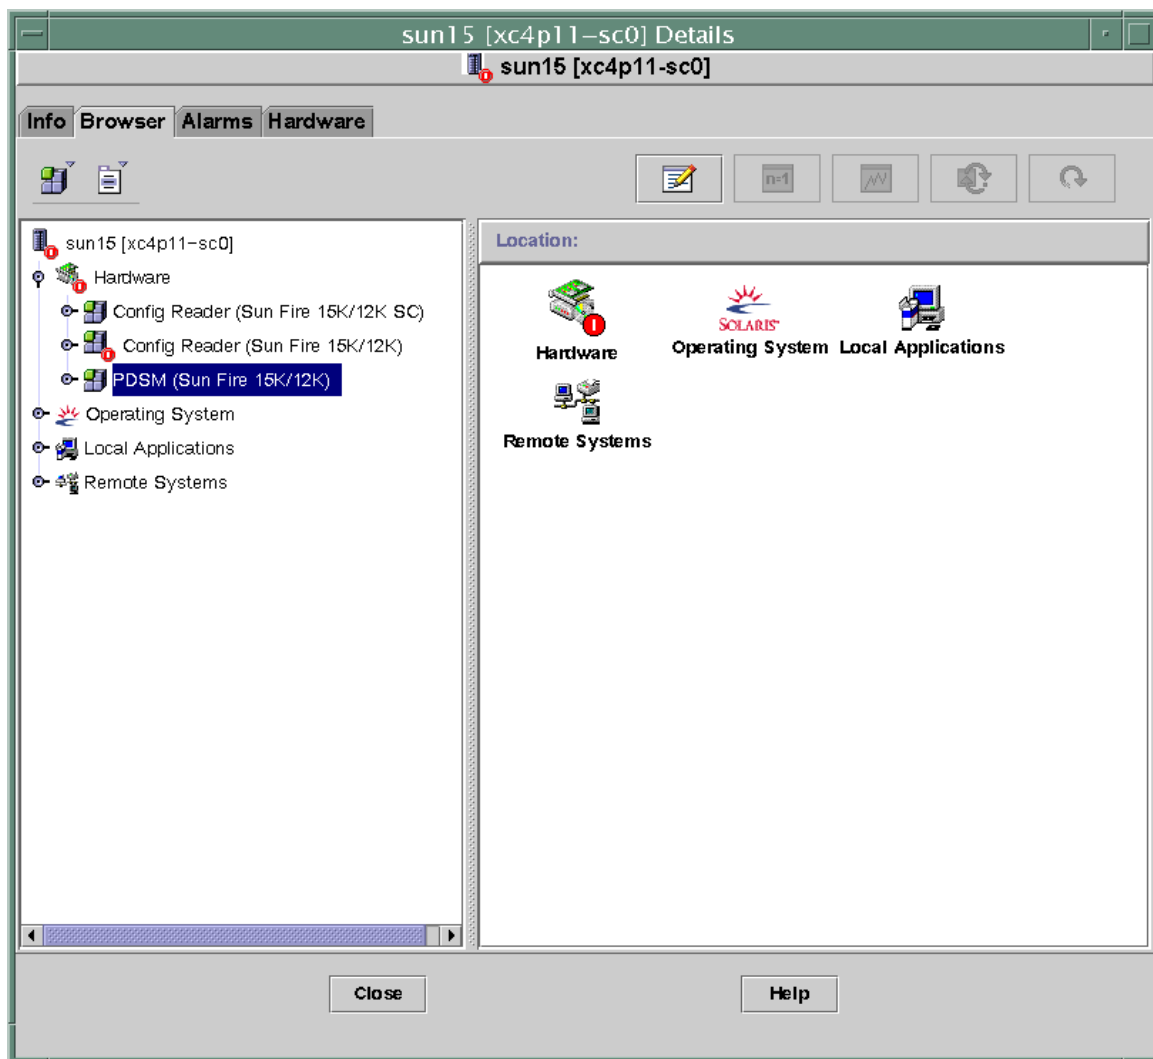 sun15 [xc4p11-sc0] Details
sun15 [xc4p11-sc0]
Info Browser Alarms Hardware
n=1
sun15 [xc4p11-sc0]
Hardware
Config Reader (Sun Fire 15K/12K SC)
Config Reader (Sun Fire 15K/12K)
PDSM (Sun Fire 15K/12K)
Operating System
Local Applications
Remote Systems
Location:
Hardware
SOLARIS
Operating System
Local Applications
Remote Systems
Close
Help